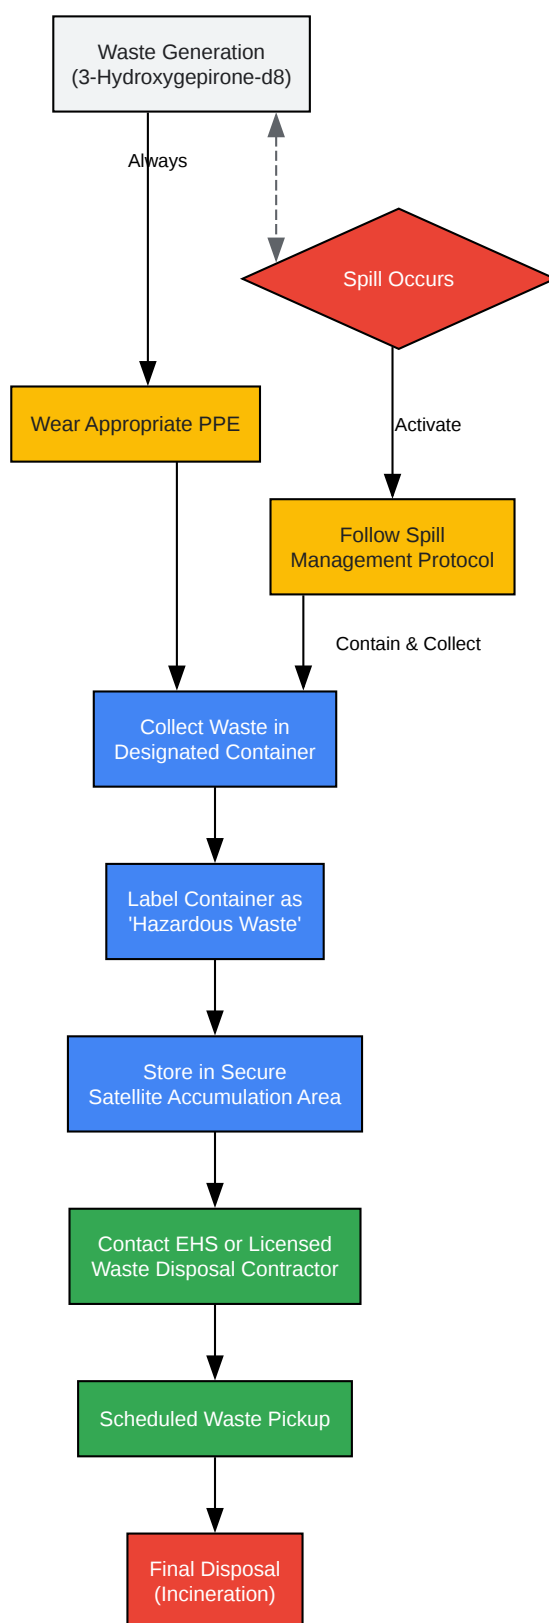 Waste Generation
(3-Hydroxygepirone-d8)
Always
Spill Occurs
Wear Appropriate PPE
Activate
Follow Spill
Management Protocol
Contain & Collect
Collect Waste in
Designated Container
Label Container as
'Hazardous Waste'
Store in Secure
Satellite Accumulation Area
Contact EHS or Licensed
Waste Disposal Contractor
Scheduled Waste Pickup
Final Disposal
(Incineration)